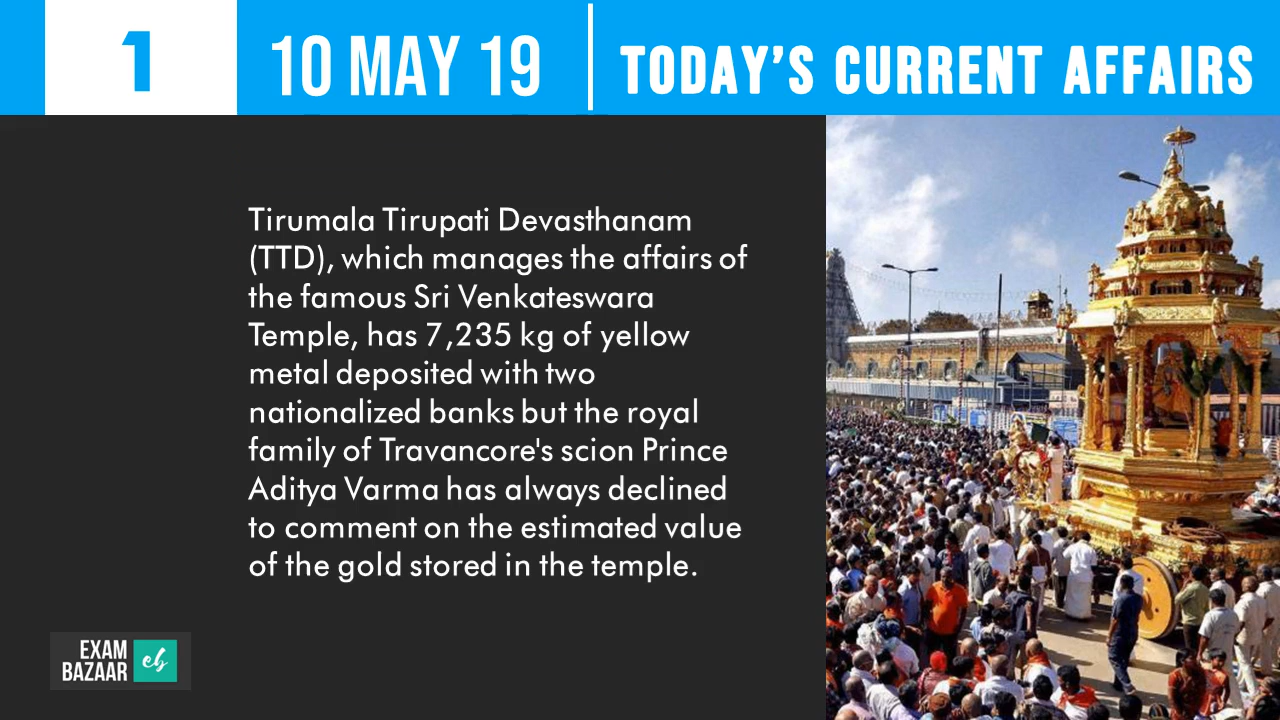 1
10 MAY 19
TODAY'S CURRENT AFFAIRS
Tirumala Tirupati Devasthanam
(TTD), which manages the affairs of
the famous Sri Venkateswara
Temple, has 7,235 kg of yellow
metal deposited with two
nationalized banks but the royal
family of Travancore's scion Prince
Aditya Varma has always declined
to comment on the estimated value
of the gold stored in the temple.
EXAM
BAZAAR
eb